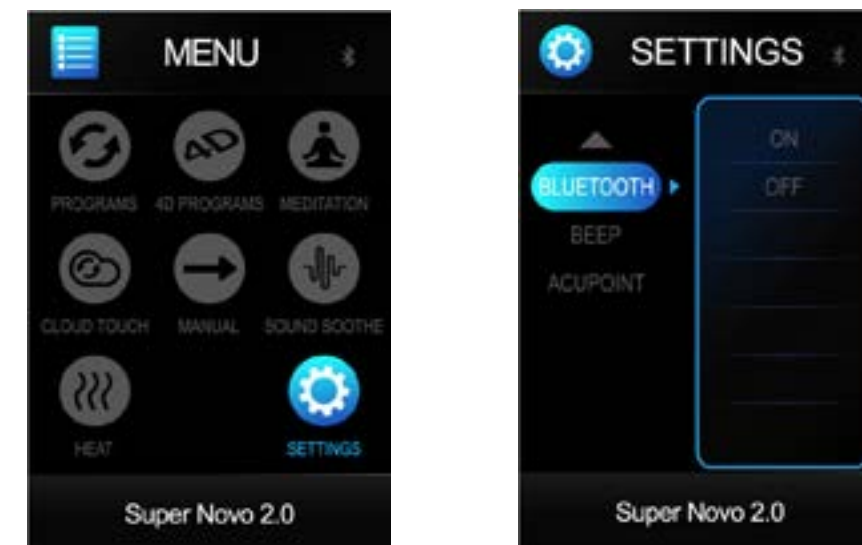 MENU
PROGRAMS 4D PROGRAMS MEDITATION
CLOUD TOUCH MANUAL SOUND SOOTHE
HEAT SETTINGS
Super Novo 2.0
SETTINGS
ON
BLUETOOTH OFF
BEEP
ACUPOINT
Super Novo 2.0